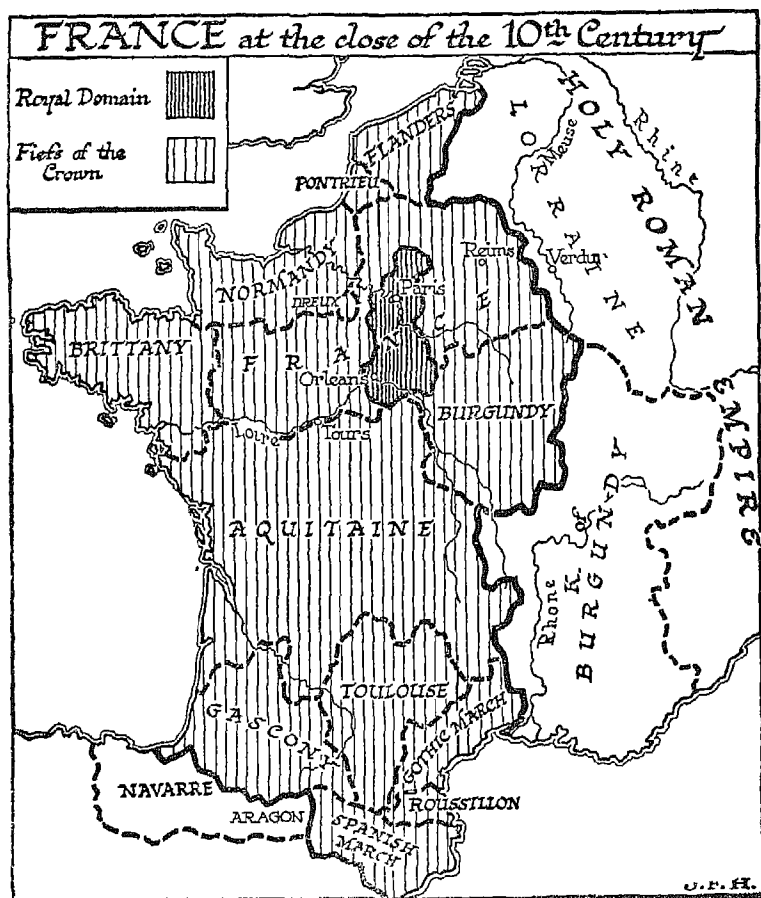 FRANCE at the close of the 10th Century
Royal Domain
Fiefs of the
Crown
FLANDERS
PONTHIEU
LORRAINE
Meuse
HOLY ROMAN
EMPIRE
Rhine
NORMANDY
DREUX
Reims
Verdun
Paris
BRITTANY
FRANCE
Orleans
Loire
Tours
BURGUNDY
AQUITAINE
K. of
BURGUNDY
Rhone
TOULOUSE
GASCONY
GOTHIC MARCH
NAVARRE
ARAGON
ROUSSILLON
SPANISH
MARCH
J.F.H.